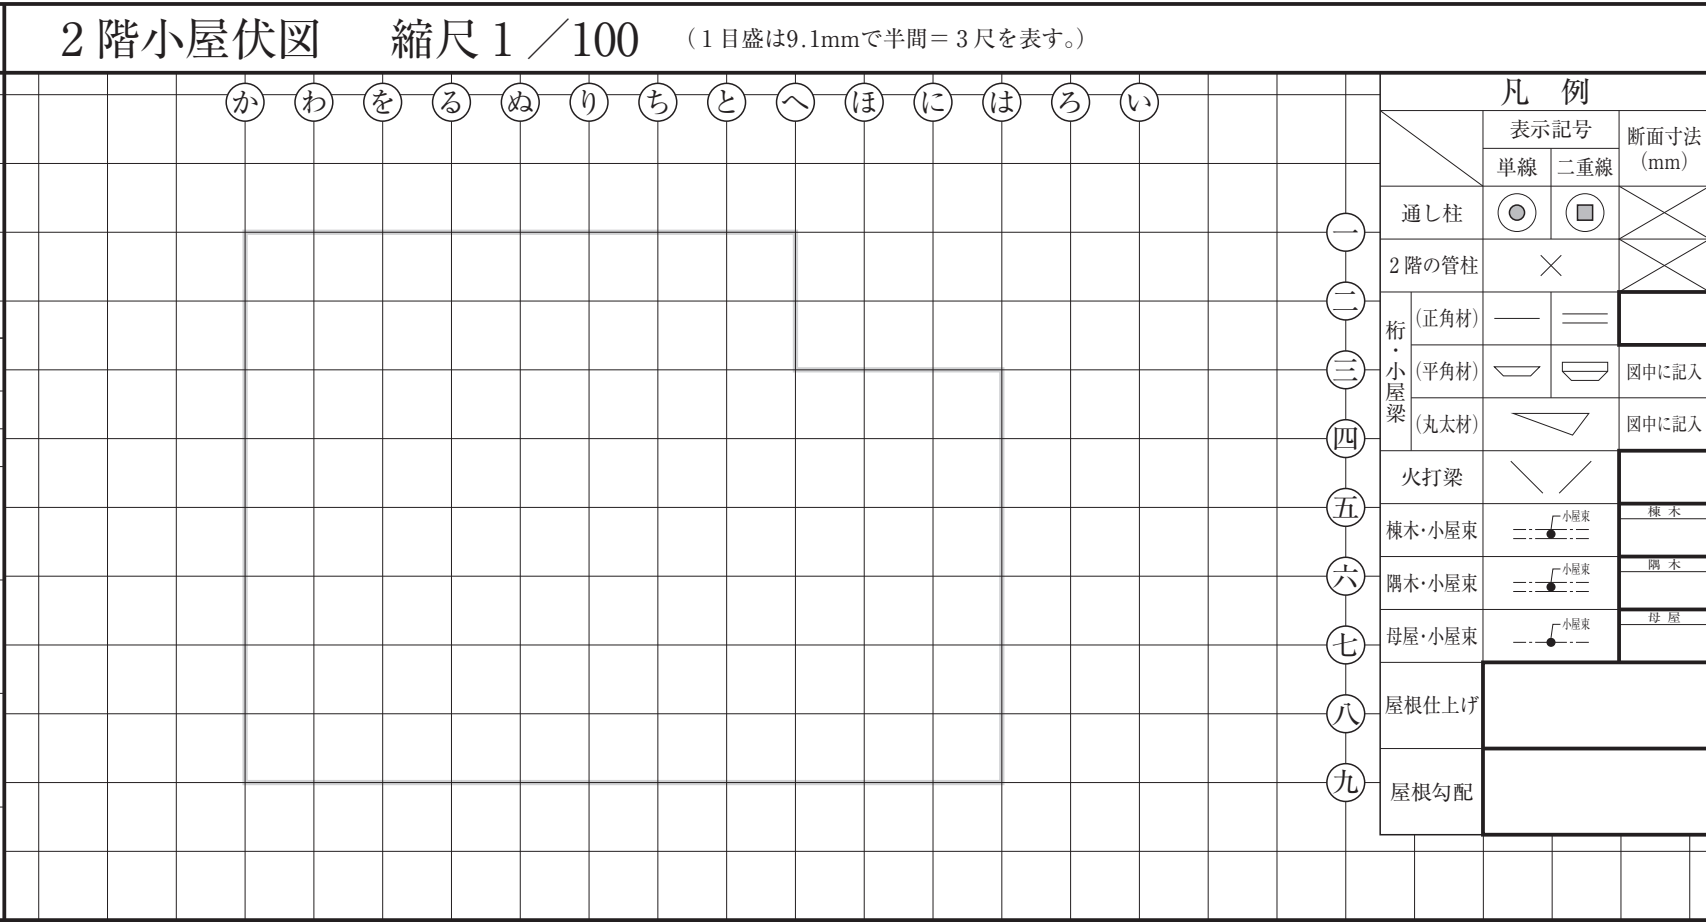 2階小屋伏図　縮尺1／100　（1目盛は9.1mmで半間＝3尺を表す。）
か わ を る ぬ り ち と へ ほ に は ろ い
一
二
三
四
五
六
七
八
九
凡　例
表示記号
断面寸法
(mm)
単線 二重線
通し柱
2階の管柱
桁・小屋梁
(正角材)
(平角材) 図中に記入
(丸太材) 図中に記入
火打梁
棟木・小屋束 小屋束 棟木
隅木・小屋束 小屋束 隅木
母屋・小屋束 小屋束 母屋
屋根仕上げ
屋根勾配